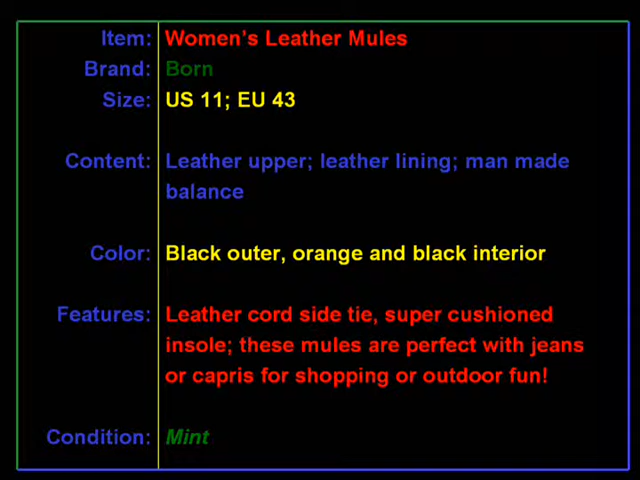 Item: Women's Leather Mules
Brand: Born
Size: US 11; EU 43
Content: Leather upper; leather lining; man made
balance
Color: Black outer, orange and black interior
Features: Leather cord side tie, super cushioned
insole; these mules are perfect with jeans
or capris for shopping or outdoor fun!
Condition: Mint